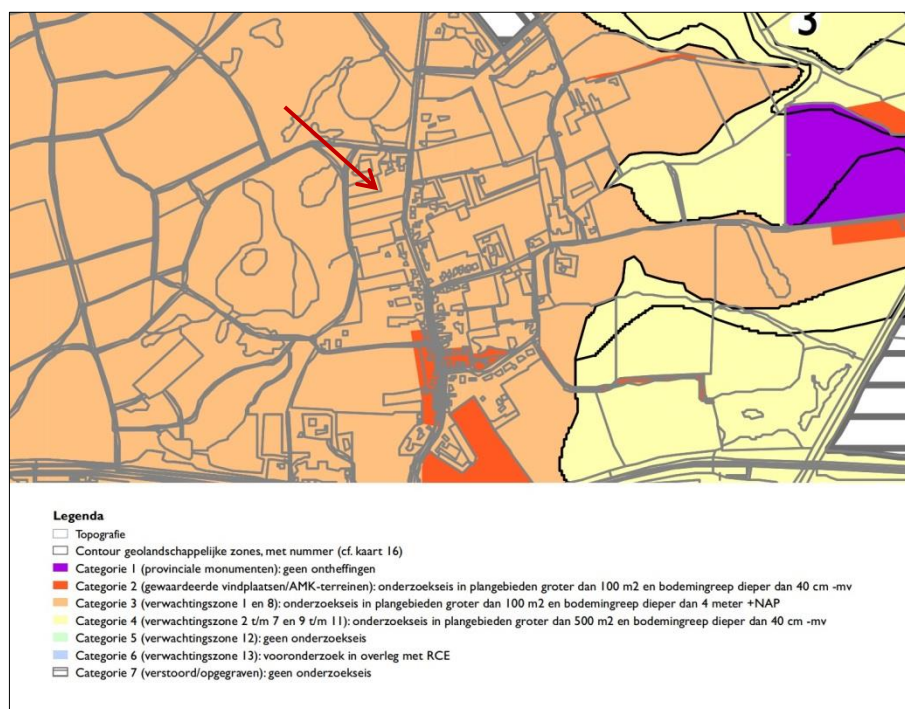 3
Legenda
Topografie
Contour geolandschappelijke zones, met nummer (cf. kaart 16)
Categorie 1 (provinciale monumenten): geen ontheffingen
Categorie 2 (gewaardeerde vindplaatsen/AMK-terreinen): onderzoekseis in plangebieden groter dan 100 m2 en bodemingreep dieper dan 40 cm -mv
Categorie 3 (verwachtingszone 1 en 8): onderzoekseis in plangebieden groter dan 100 m2 en bodemingreep dieper dan 4 meter +NAP
Categorie 4 (verwachtingszone 2 t/m 7 en 9 t/m 11): onderzoekseis in plangebieden groter dan 500 m2 en bodemingreep dieper dan 40 cm -mv
Categorie 5 (verwachtingszone 12): geen onderzoekseis
Categorie 6 (verwachtingszone 13): vooronderzoek in overleg met RCE
Categorie 7 (verstoord/opgegraven): geen onderzoekseis